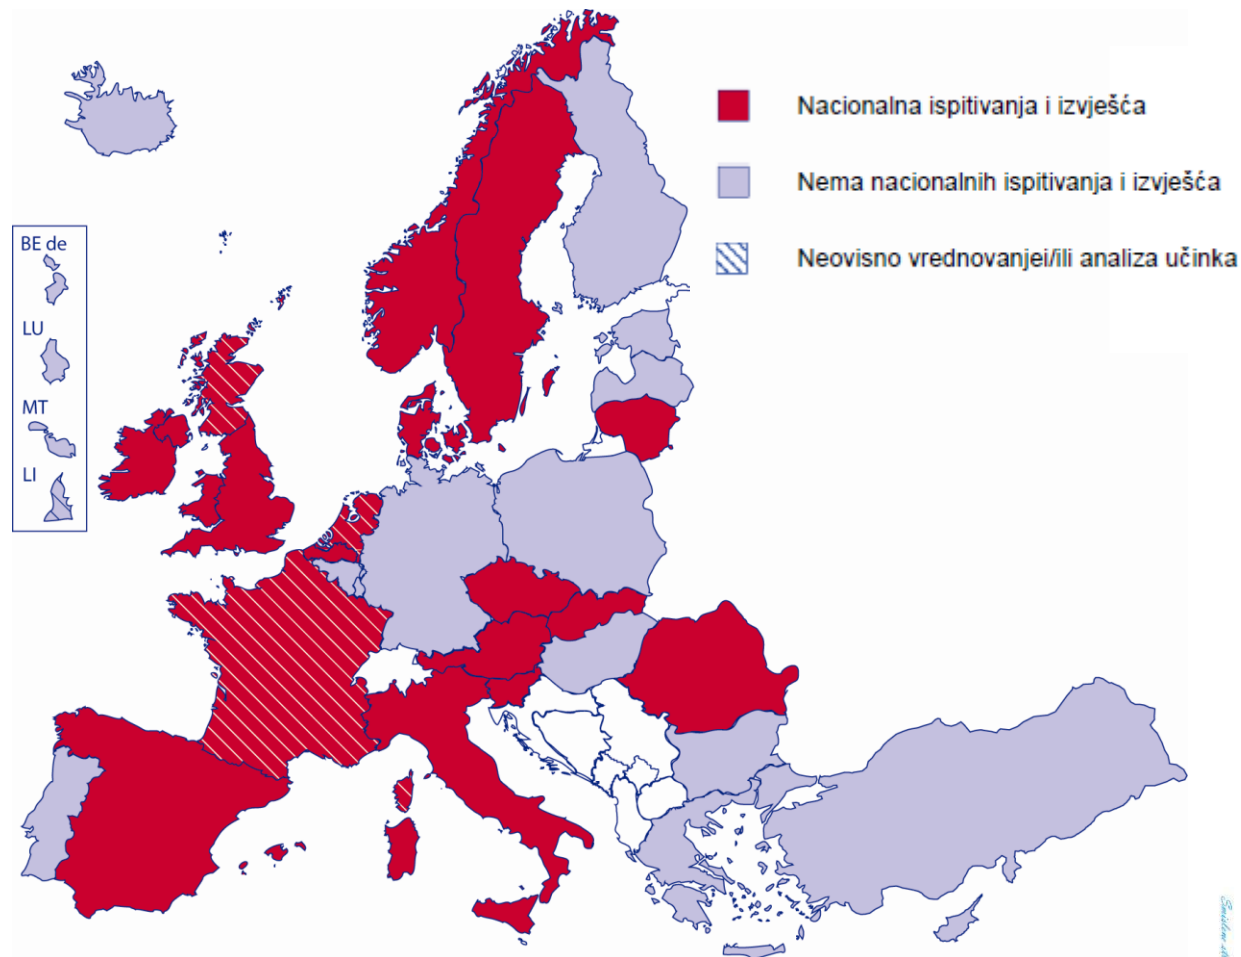 Nacionalna ispitivanja i izvješća
Nema nacionalnih ispitivanja i izvješća
Neovisno vrednovanjei/ili analiza učinka
BE de
LU
MT
LI